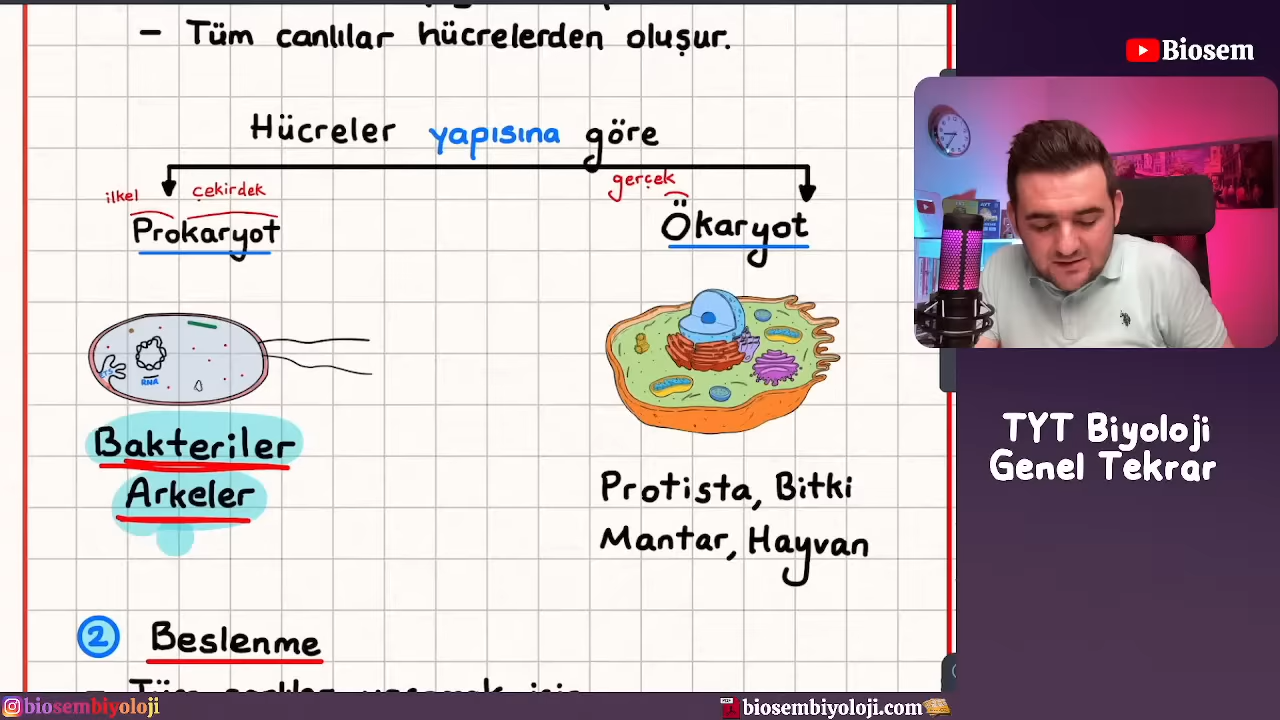 - Tüm canlılar hücrelerden oluşur.
Hücreler yapısına göre
ilkel çekirdek
Prokaryot
gerçek
Ökaryot
RNA
Bakteriler
Arkeler
Protista, Bitki
Mantar, Hayvan
2 Beslenme
Biosem
TYT Biyoloji
Genel Tekrar
biosembiyoloji
biosembiyoloji.com